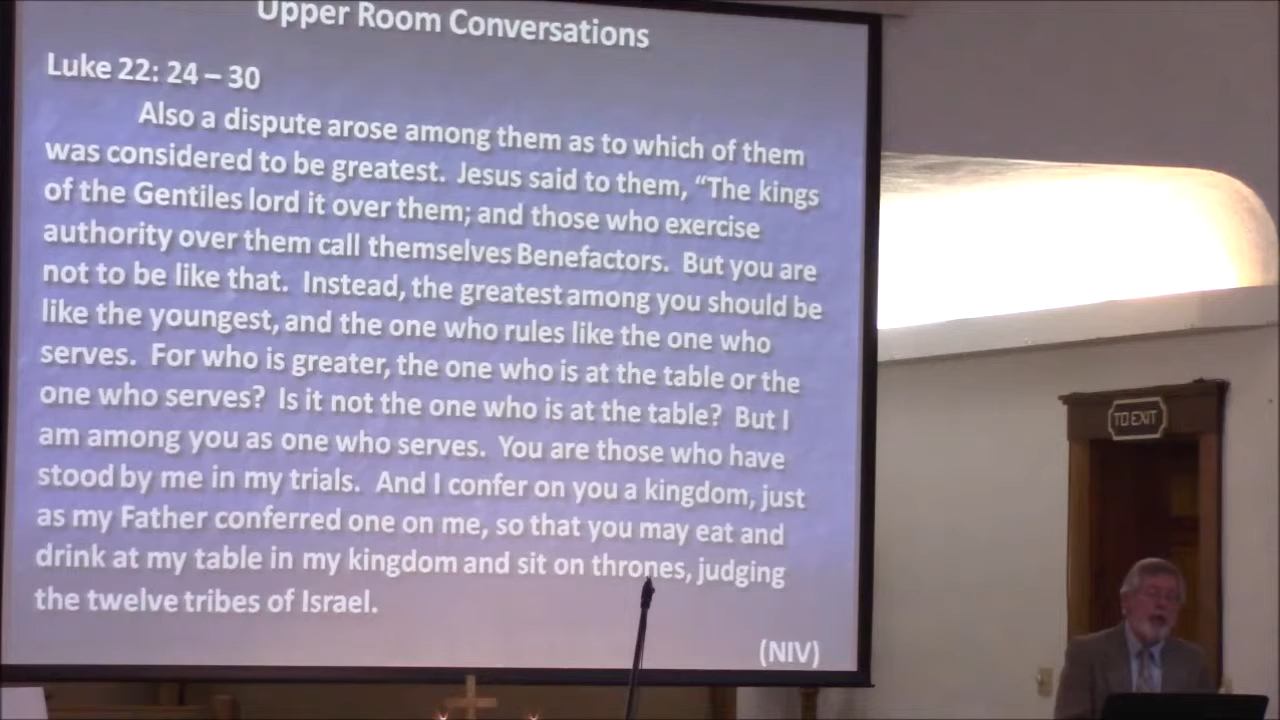 Upper Room Conversations
Luke 22: 24 – 30
Also a dispute arose among them as to which of them
was considered to be greatest. Jesus said to them, “The kings
of the Gentiles lord it over them; and those who exercise
authority over them call themselves Benefactors. But you are
not to be like that. Instead, the greatest among you should be
like the youngest, and the one who rules like the one who
serves. For who is greater, the one who is at the table or the
one who serves? Is it not the one who is at the table? But I
am among you as one who serves. You are those who have
stood by me in my trials. And I confer on you a kingdom, just
as my Father conferred one on me, so that you may eat and
drink at my table in my kingdom and sit on thrones, judging
the twelve tribes of Israel.
(NIV)
TO EXIT